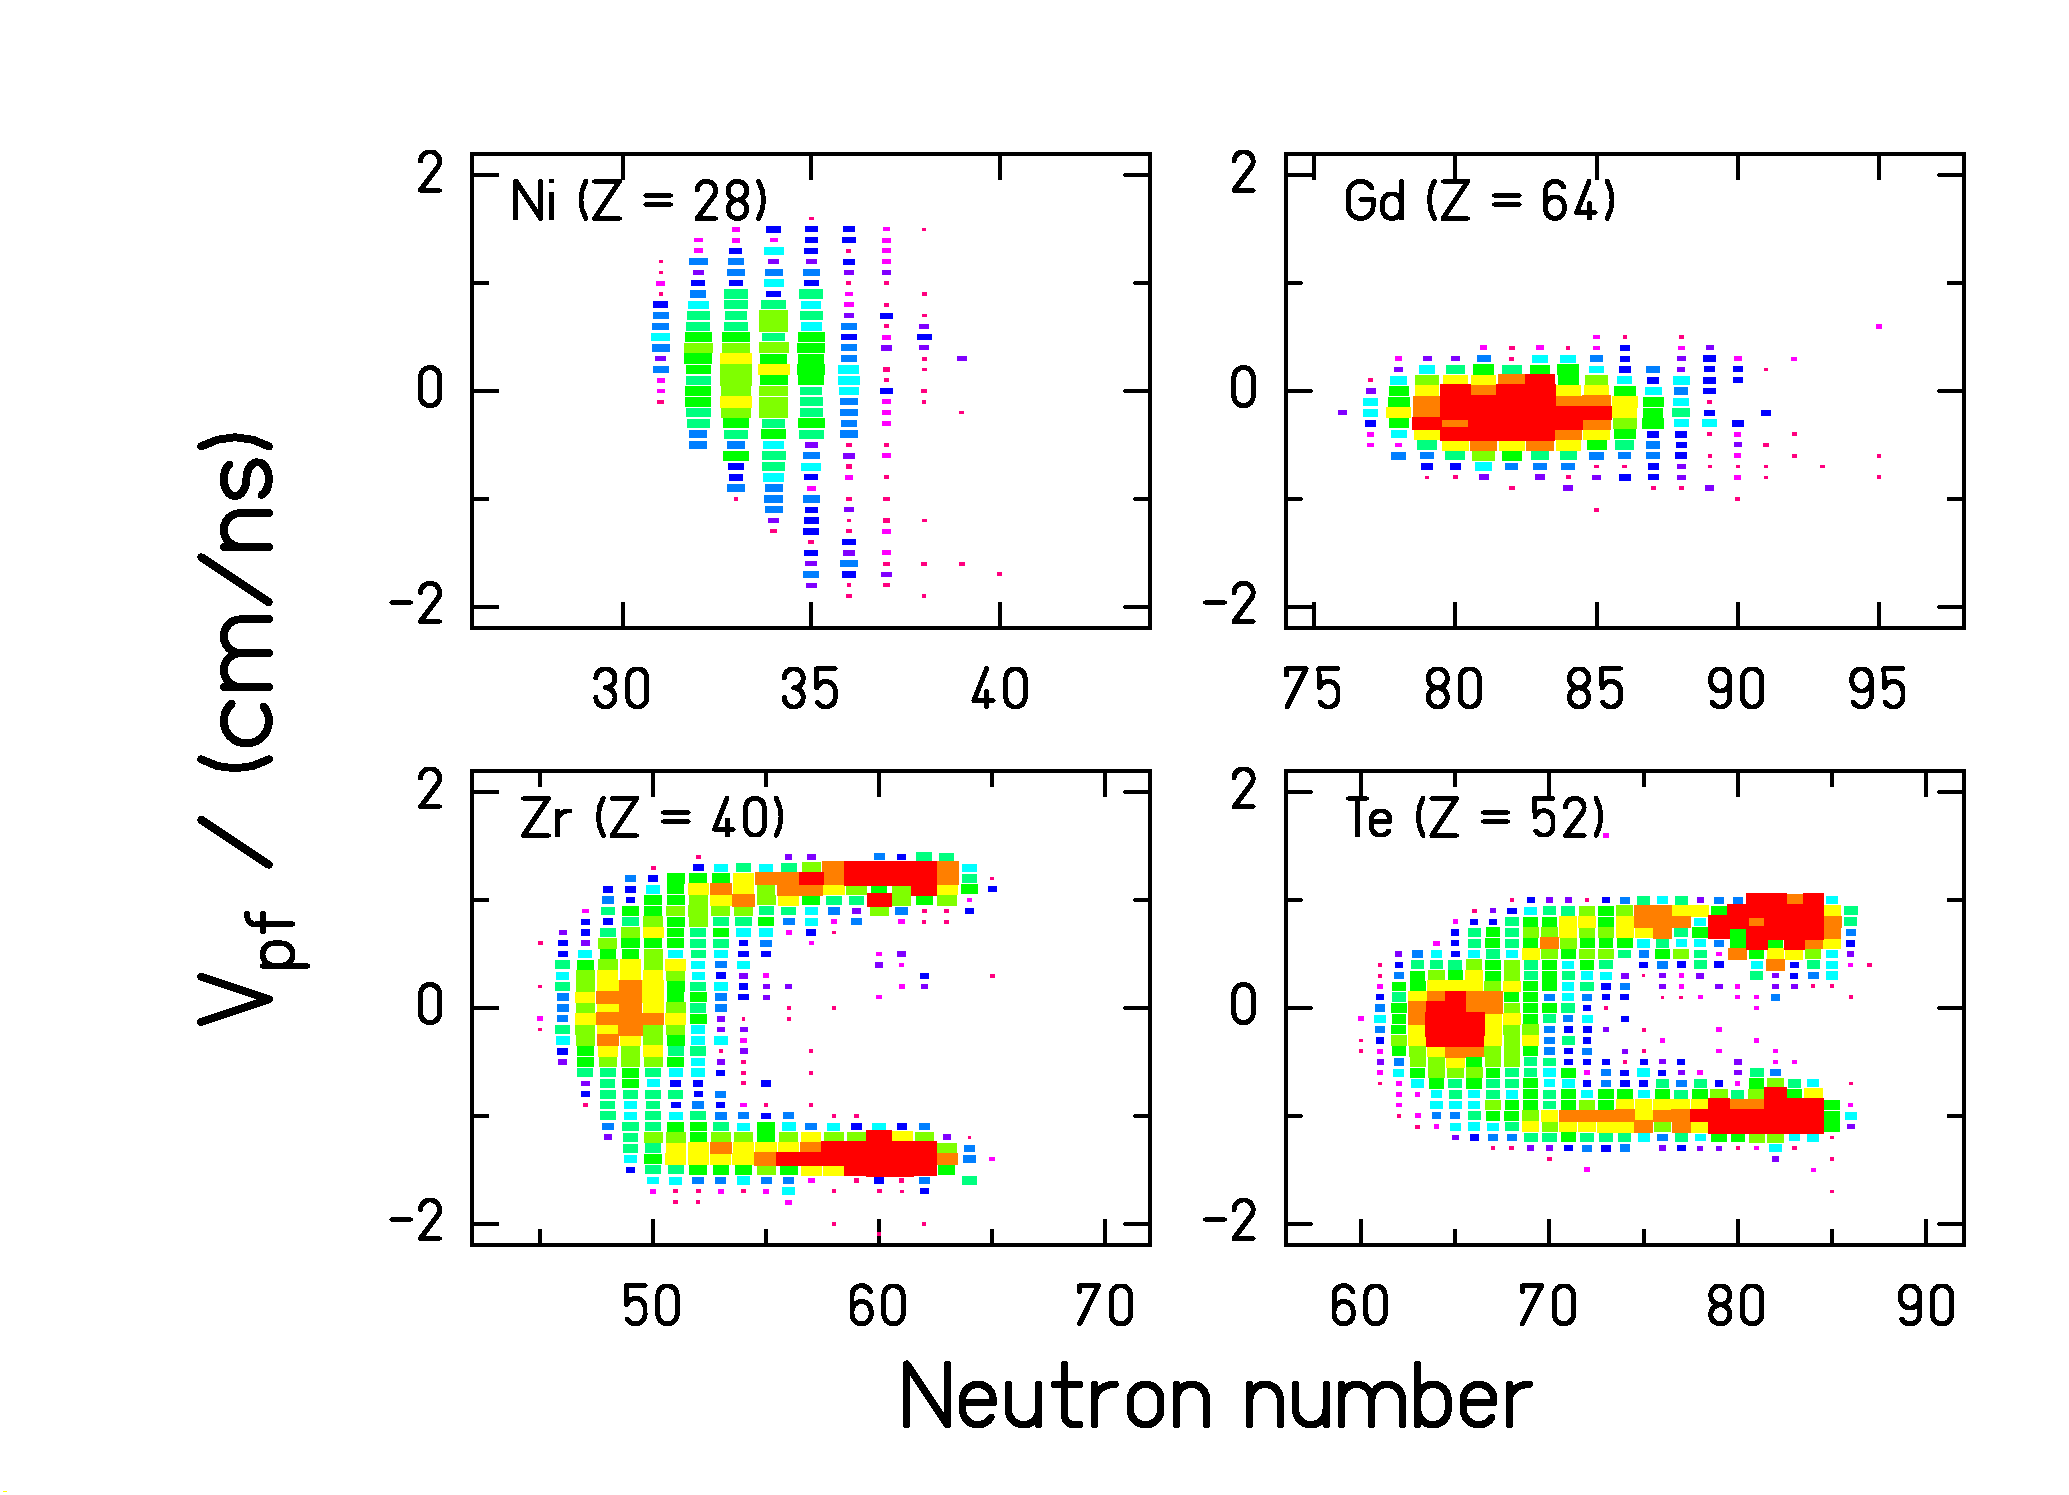 Ni (Z = 28)
2
0
-2
30 35 40
Gd (Z = 64)
2
0
-2
75 80 85 90 95
Zr (Z = 40)
2
0
-2
50 60 70
Te (Z = 52)
2
0
-2
60 70 80 90
Vpf / (cm/ns)
Neutron number